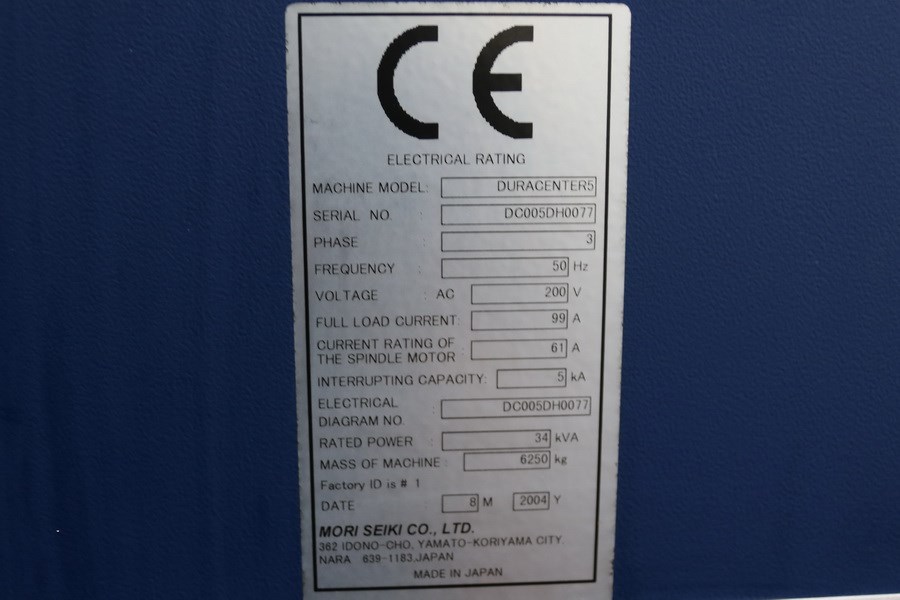 CE
ELECTRICAL RATING
MACHINE MODEL: DURACENTER5
SERIAL NO. : DC005DH0077
PHASE : 3
FREQUENCY : 50 Hz
VOLTAGE : AC 200 V
FULL LOAD CURRENT: 99 A
CURRENT RATING OF
THE SPINDLE MOTOR : 61 A
INTERRUPTING CAPACITY: 5 kA
ELECTRICAL
DIAGRAM NO. : DC005DH0077
RATED POWER : 34 kVA
MASS OF MACHINE : 6250 kg
Factory ID is # 1
DATE 8 M 2004 Y
MORI SEIKI CO., LTD.
362 IDONO-CHO, YAMATO-KORIYAMA CITY.
NARA 639-1183.JAPAN
MADE IN JAPAN